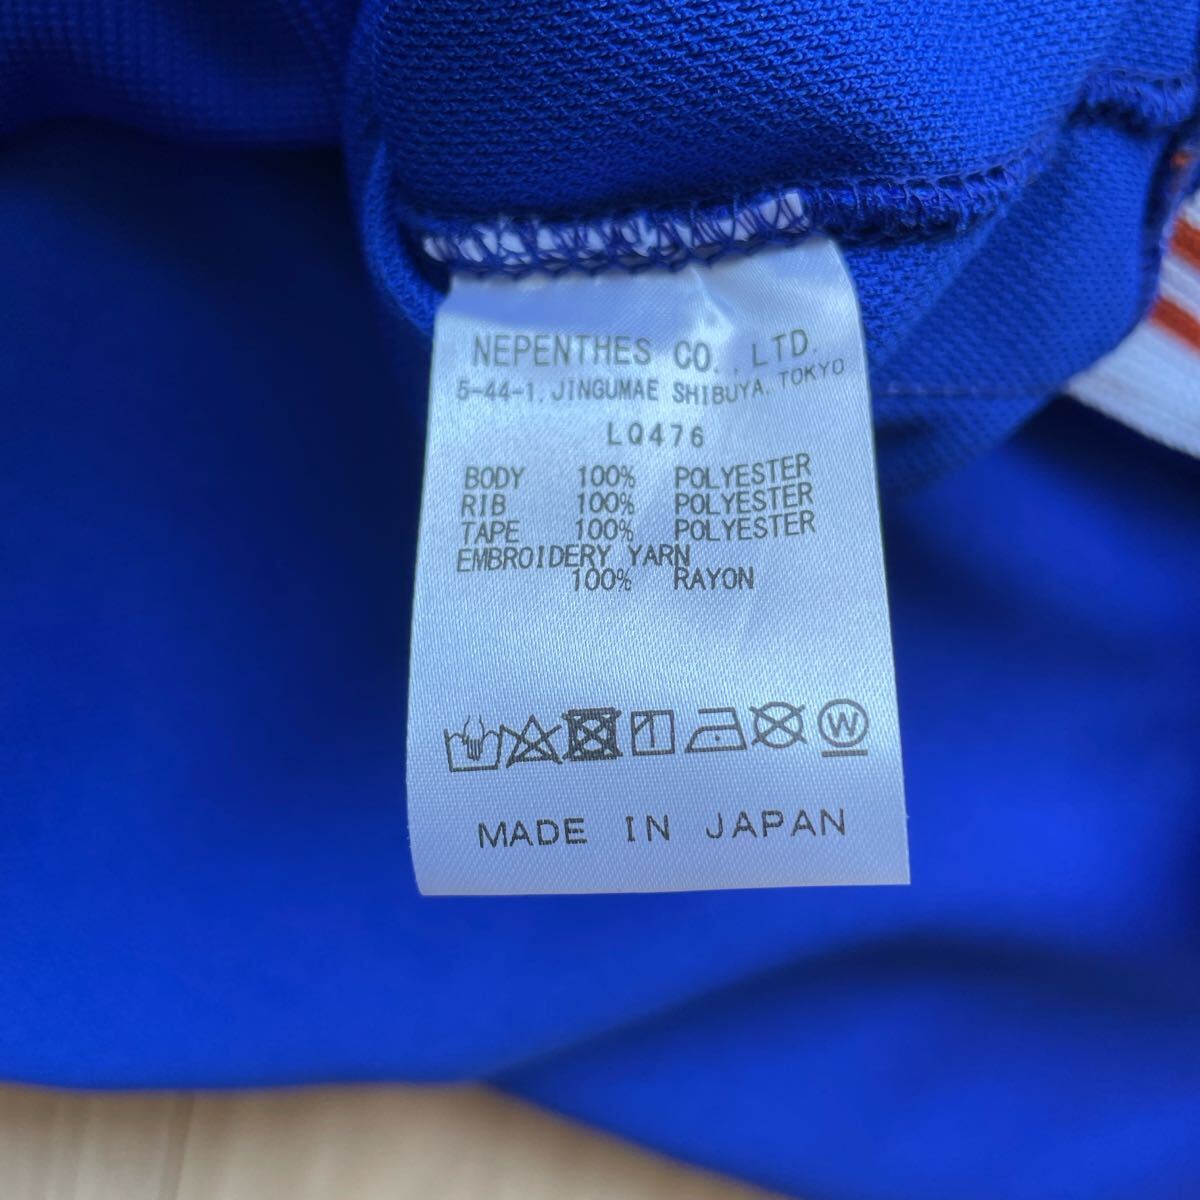 NEPENTHES CO., LTD.
5-44-1, JINGUMAE SHIBUYA, TOKYO
LQ476
BODY 100% POLYESTER
RIB 100% POLYESTER
TAPE 100% POLYESTER
EMBROIDERY YARN
100% RAYON
W
MADE IN JAPAN